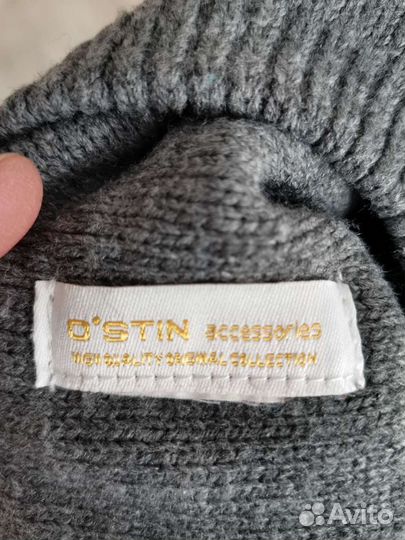 O'STIN accessories
HIGH QUALITY ORIGINAL COLLECTION
Avito